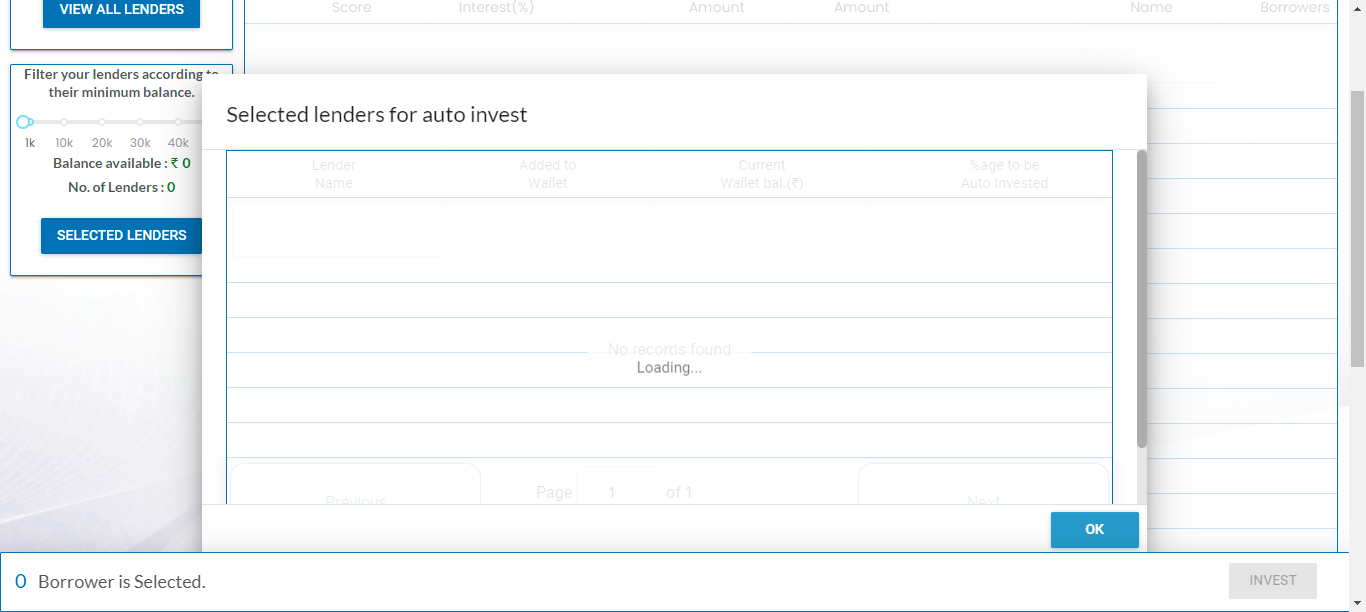 VIEW ALL LENDERS
Score
Interest(%)
Amount
Amount
Name
Borrowers
Filter your lenders according to
their minimum balance.
1k 10k 20k 30k 40k
Balance available : ₹ 0
No. of Lenders : 0
SELECTED LENDERS
Selected lenders for auto invest
Lender
Name
Added to
Wallet
Current
Wallet bal.(₹)
%age to be
Auto Invested
No records found
Loading...
Previous
Page 1 of 1
Next
OK
0 Borrower is Selected.
INVEST